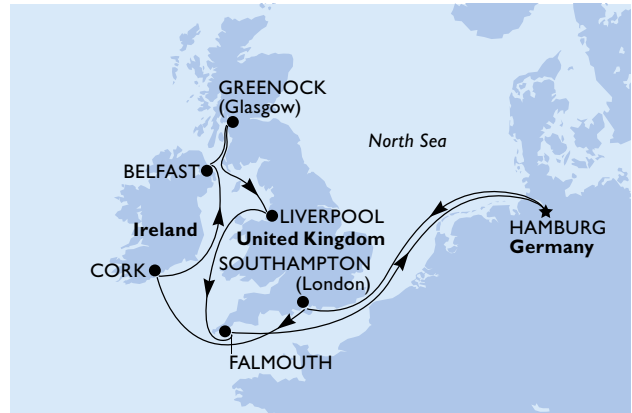 GREENOCK
(Glasgow)
North Sea
BELFAST
LIVERPOOL
HAMBURG
Ireland
United Kingdom
Germany
CORK
SOUTHAMPTON
(London)
FALMOUTH